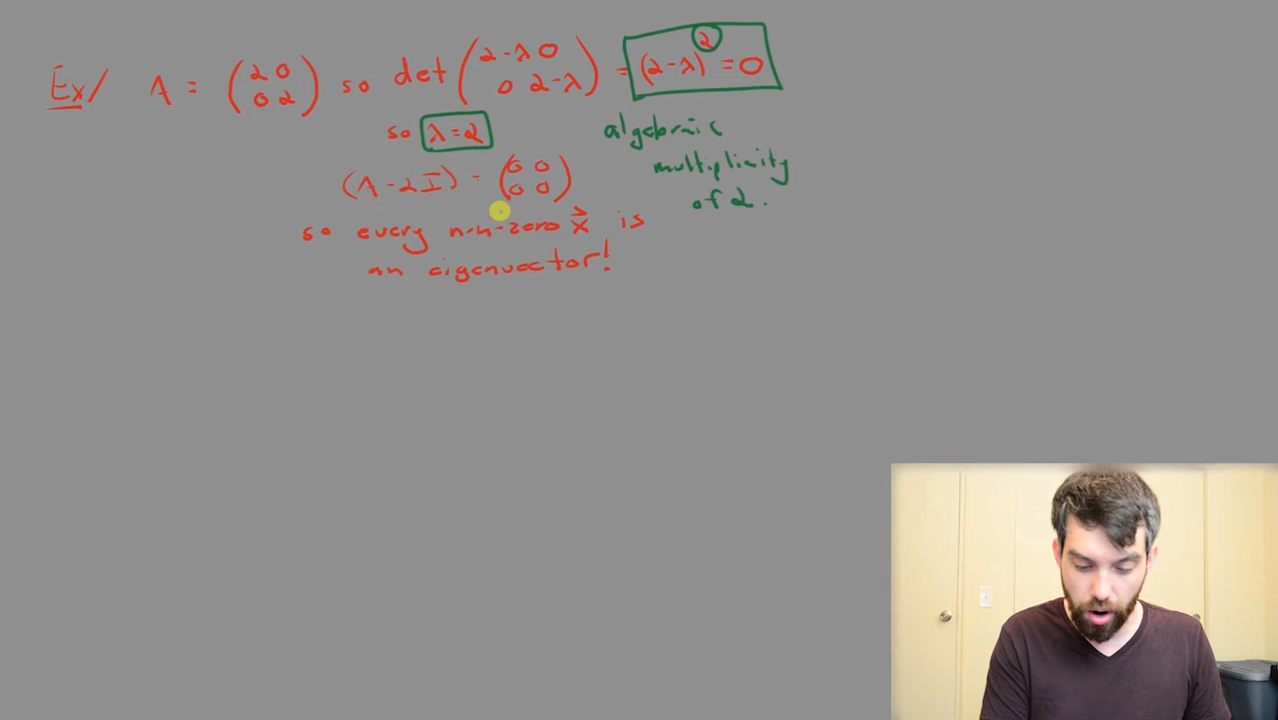 Ex/ A = (2 0 0 2) so det (2-λ 0 0 2-λ) = (2-λ)² = 0
so λ = 2
algebraic
multiplicity
of 2.
(A - 2I) = (0 0 0 0)
so every non-zero x⃗ is
an eigenvector!